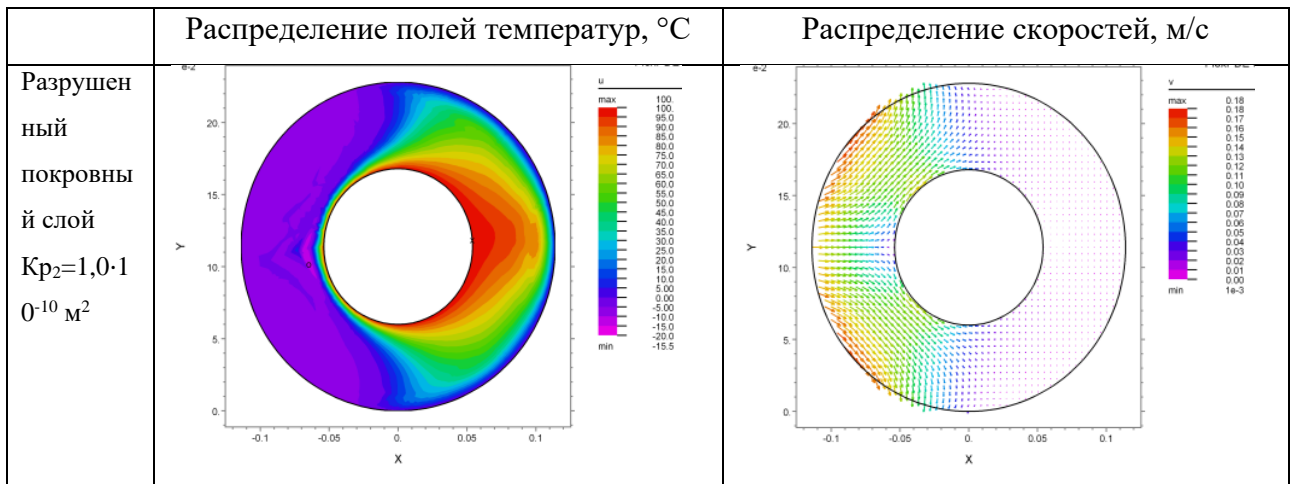 Распределение полей температур, °C
Распределение скоростей, м/с
Разрушен
ный
покровны
й слой
Кр₂=1,0·1
0⁻¹⁰ м²
e-2
u
max 100.
100.
95.0
90.0
85.0
80.0
75.0
70.0
65.0
60.0
55.0
50.0
45.0
40.0
35.0
30.0
25.0
20.0
15.0
10.0
5.00
0.00
-5.00
-10.0
-15.0
-20.0
min -15.5
20.
15.
10.
5.
0.
Y
-0.1 -0.05 0. 0.05 0.1
X
e-2
v
max 0.18
0.18
0.17
0.16
0.15
0.14
0.13
0.12
0.11
0.10
0.09
0.08
0.07
0.06
0.05
0.04
0.03
0.02
0.01
0.00
min 1e-3
20.
15.
10.
5.
0.
Y
-0.1 -0.05 0. 0.05 0.1
X